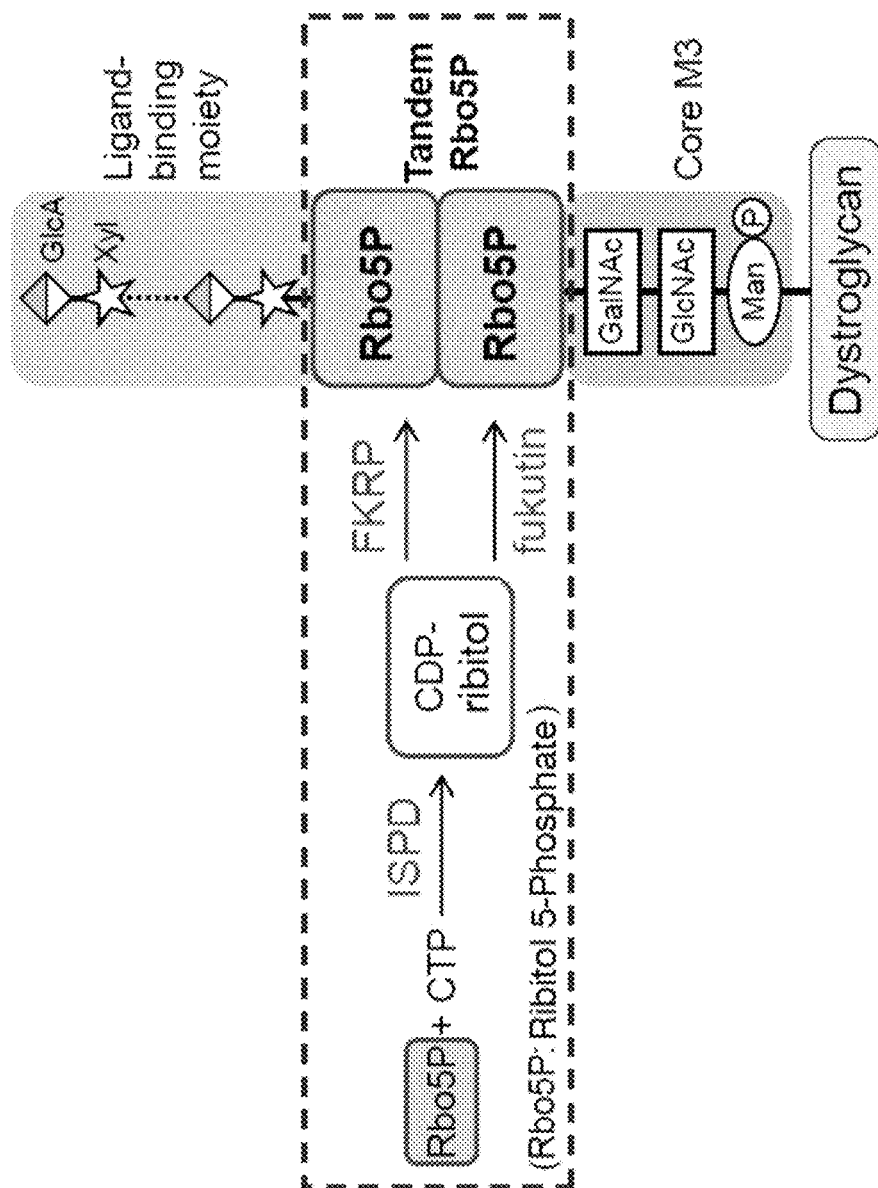 GlcA
Xyl
Ligand-
binding
moiety
Rbo5P
Rbo5P
Tandem
Rbo5P
Rbo5P + CTP
ISPD
CDP-
ribitol
FKRP
fukutin
(Rbo5P: Ribitol 5-Phosphate)
GalNAc
GlcNAc
Man
P
Core M3
Dystroglycan